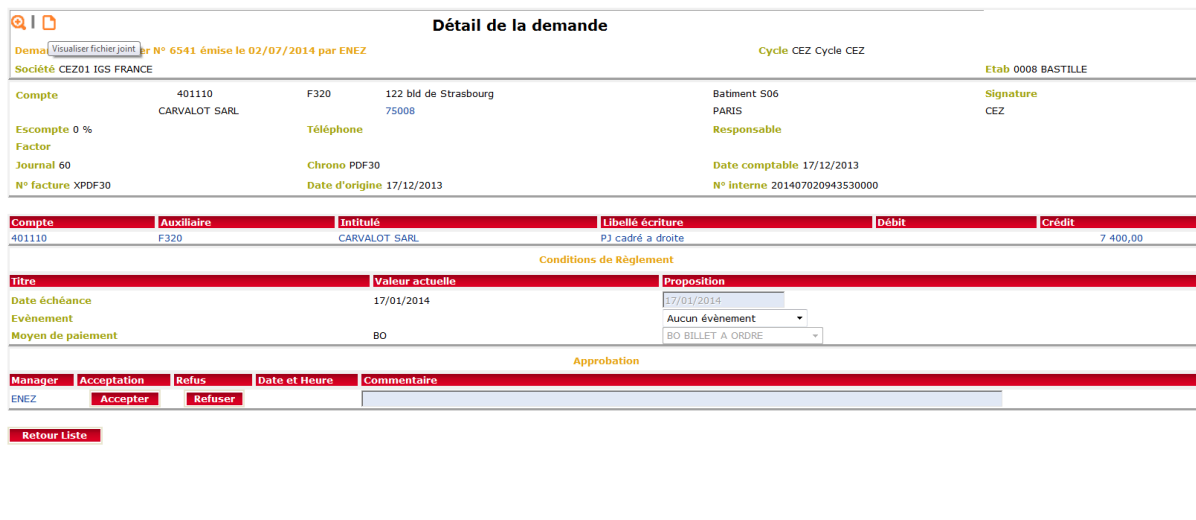 Détail de la demande
Visualiser fichier joint
Demar er N° 6541 émise le 02/07/2014 par ENEZ Cycle CEZ Cycle CEZ
Société CEZ01 IGS FRANCE Etab 0008 BASTILLE
Compte 401110 F320 122 bld de Strasbourg Batiment S06 Signature
CARVALOT SARL 75008 PARIS CEZ
Escompte 0 % Téléphone Responsable
Factor
Journal 60 Chrono PDF30 Date comptable 17/12/2013
N° facture XPDF30 Date d'origine 17/12/2013 N° interne 201407020943530000
Compte Auxiliaire Intitulé Libellé écriture Débit Crédit
401110 F320 CARVALOT SARL PJ cadré a droite 7 400,00
Conditions de Règlement
Titre Valeur actuelle Proposition
Date échéance 17/01/2014 17/01/2014
Evènement Aucun évènement
Moyen de paiement BO BO BILLET A ORDRE
Approbation
Manager Acceptation Refus Date et Heure Commentaire
ENEZ Accepter Refuser
Retour Liste